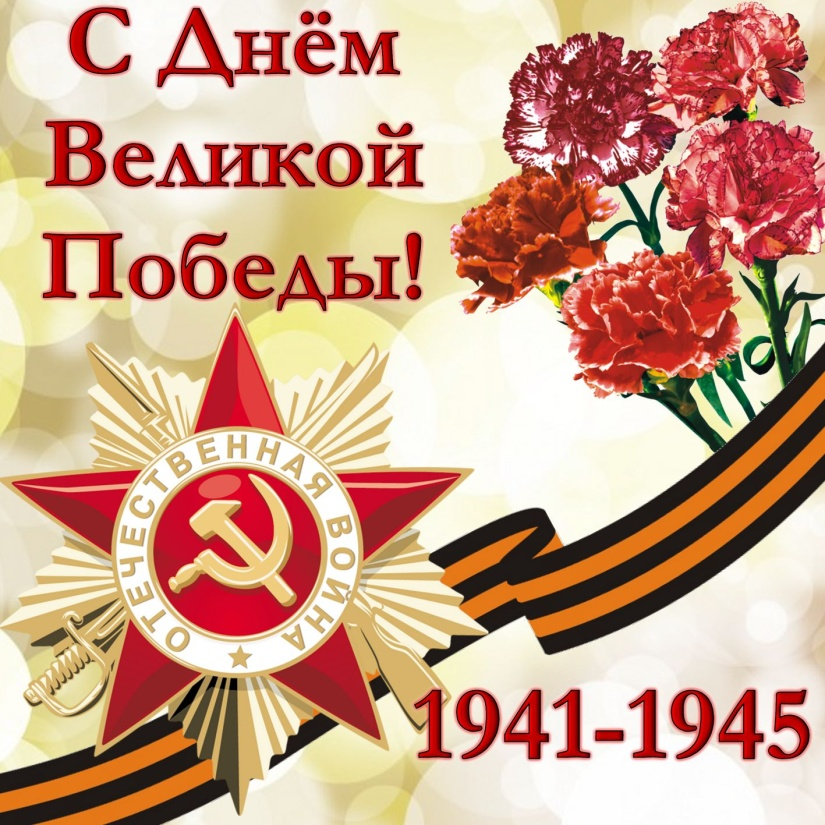 С Днём
Великой
Победы!
ОТЕЧЕСТВЕННАЯ ВОЙНА
1941-1945